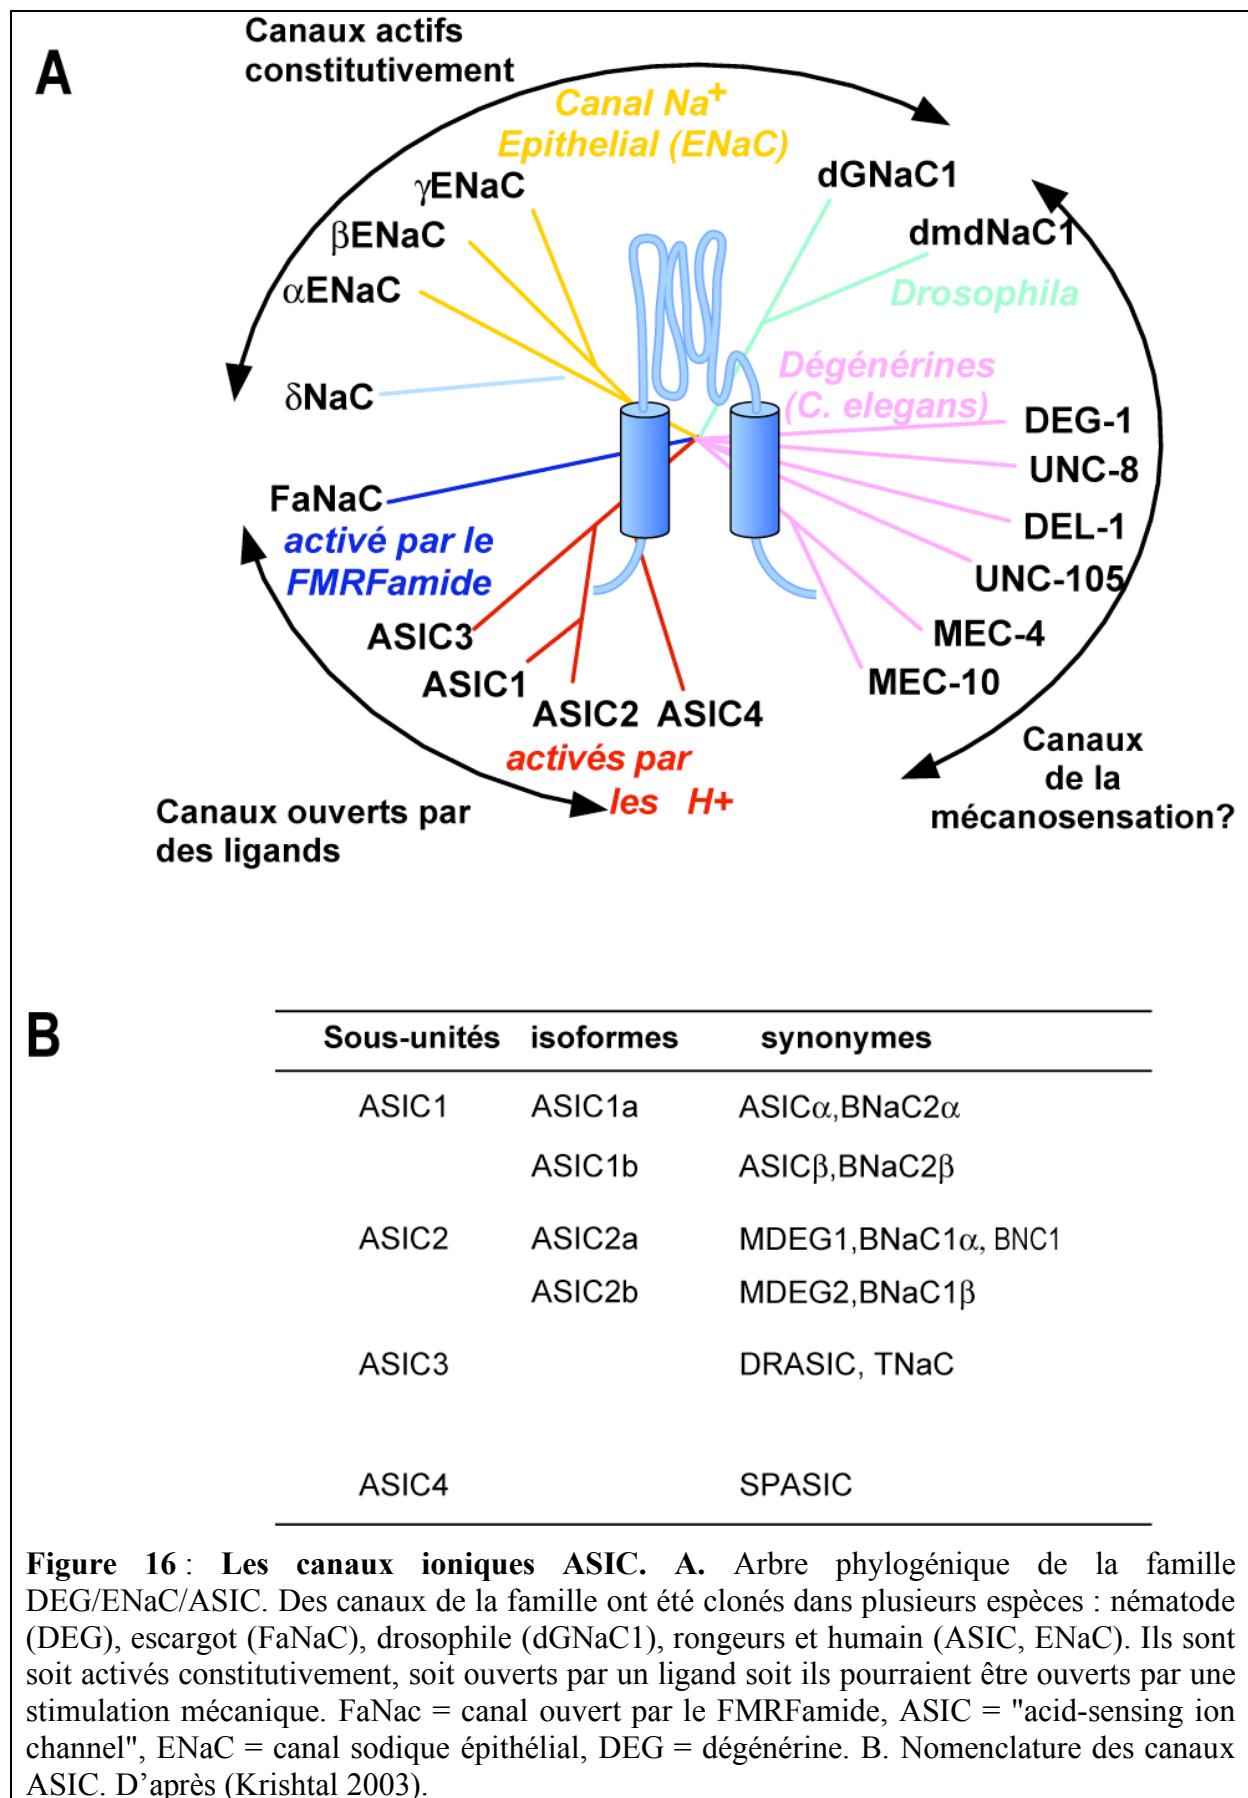 A
Canaux actifs
constitutivement
Canal Na+
Epithelial (ENaC)
γENaC
βENaC
αENaC
δNaC
dGNaC1
dmdNaC1
Drosophila
Dégénérines
(C. elegans)
DEG-1
UNC-8
DEL-1
UNC-105
MEC-4
MEC-10
FaNaC
activé par le
FMRFamide
ASIC3
ASIC1
ASIC2 ASIC4
activés par
les H+
Canaux ouverts par
des ligands
Canaux
de la
mécanosensation?
B
Sous-unités isoformes synonymes
ASIC1 ASIC1a ASICα,BNaC2α
ASIC1b ASICβ,BNaC2β
ASIC2 ASIC2a MDEG1,BNaC1α, BNC1
ASIC2b MDEG2,BNaC1β
ASIC3 DRASIC, TNaC
ASIC4 SPASIC
Figure 16 : Les canaux ioniques ASIC. A. Arbre phylogénique de la famille
DEG/ENaC/ASIC. Des canaux de la famille ont été clonés dans plusieurs espèces : nématode
(DEG), escargot (FaNaC), drosophile (dGNaC1), rongeurs et humain (ASIC, ENaC). Ils sont
soit activés constitutivement, soit ouverts par un ligand soit ils pourraient être ouverts par une
stimulation mécanique. FaNac = canal ouvert par le FMRFamide, ASIC = "acid-sensing ion
channel", ENaC = canal sodique épithélial, DEG = dégénérine. B. Nomenclature des canaux
ASIC. D'après (Krishtal 2003).